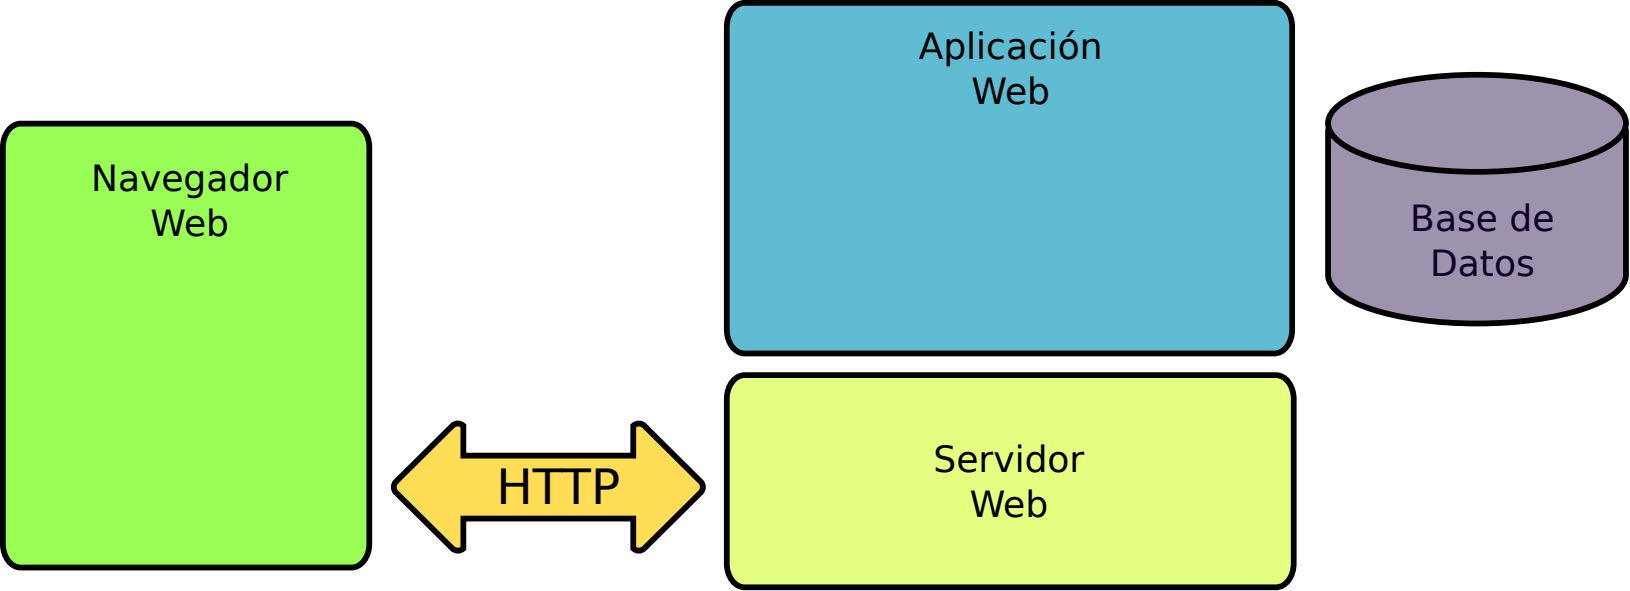 Navegador
Web
HTTP
Aplicación
Web
Servidor
Web
Base de
Datos